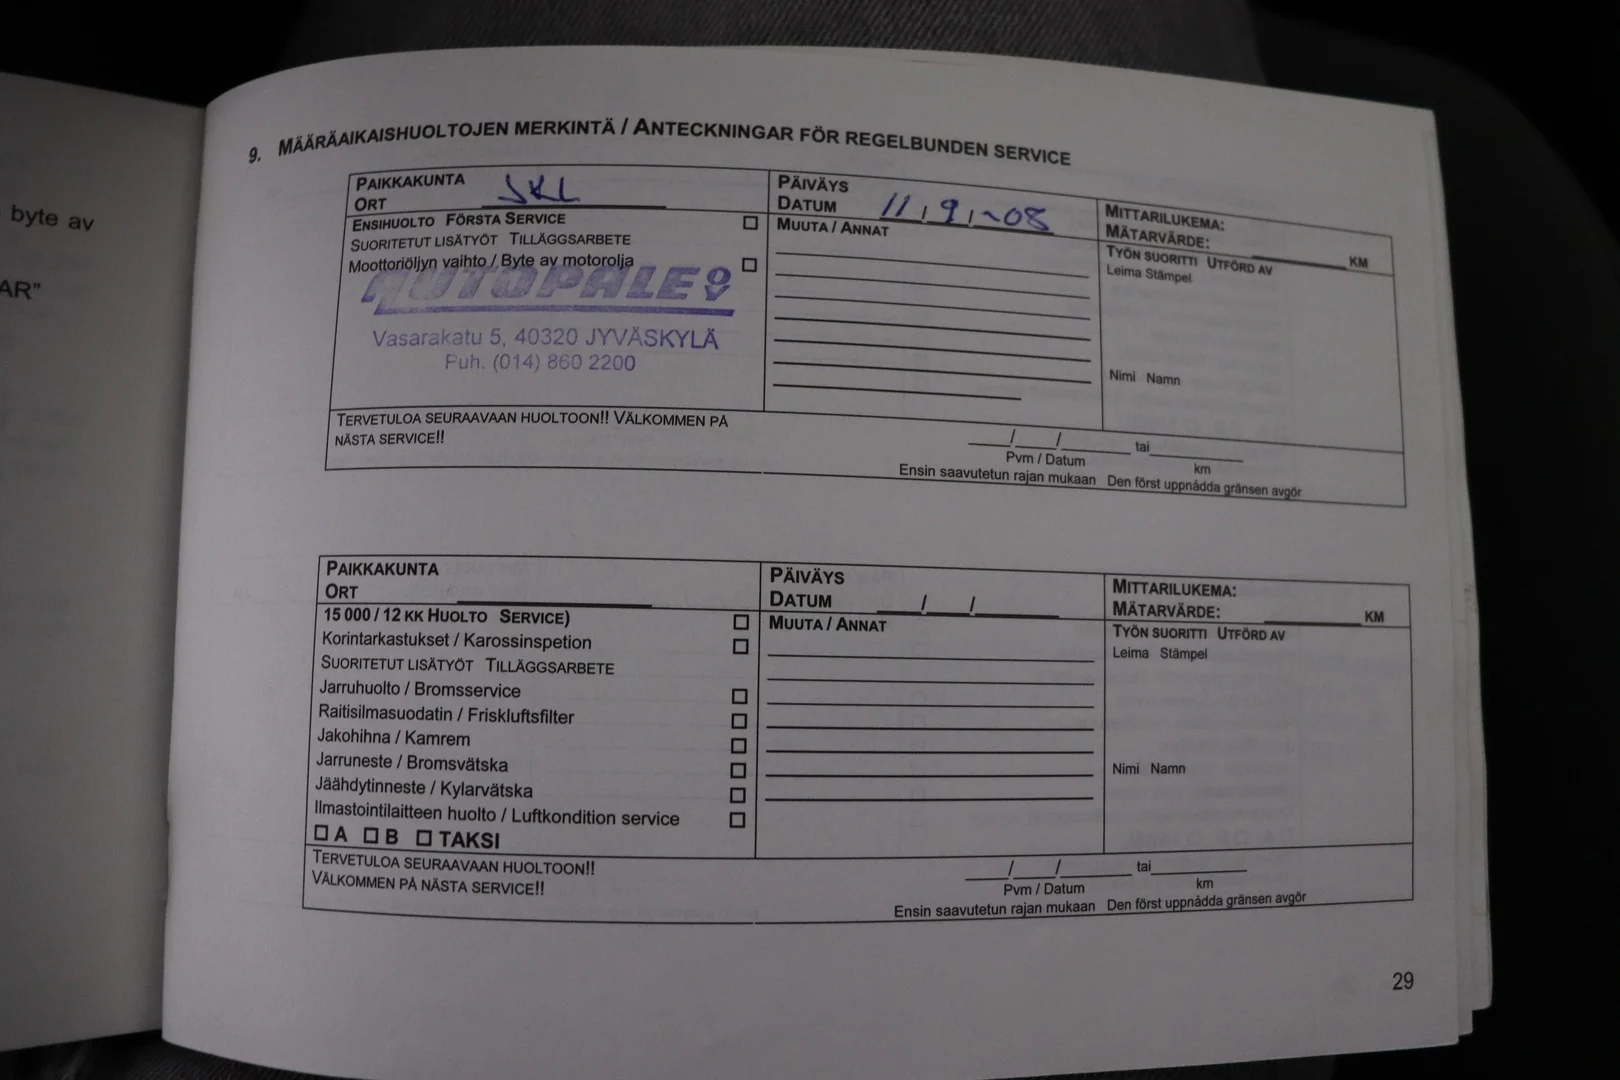 byte av
AR"
9. MÄÄRÄAIKAISHUOLTOJEN MERKINTÄ / ANTECKNINGAR FÖR REGELBUNDEN SERVICE
PAIKKAKUNTA
ORT JKL
PÄIVÄYS
DATUM 11 / 9 / -08
MITTARILUKEMA:
MÄTARVÄRDE: KM
ENSIHUOLTO FÖRSTA SERVICE
SUORITETUT LISÄTYÖT TILLÄGGSARBETE
Moottoriöljyn vaihto / Byte av motorolja
AUTOPALE OY
Vasarakatu 5, 40320 JYVÄSKYLÄ
Puh. (014) 860 2200
MUUTA / ANNAT
TYÖN SUORITTI UTFÖRD AV
Leima Stämpel
Nimi Namn
TERVETULOA SEURAAVAAN HUOLTOON!! VÄLKOMMEN PÅ
NÄSTA SERVICE!!
/ / tai
Pvm / Datum km
Ensin saavutetun rajan mukaan Den först uppnådda gränsen avgör
PAIKKAKUNTA
ORT
PÄIVÄYS
DATUM / /
MITTARILUKEMA:
MÄTARVÄRDE: KM
15 000 / 12 KK HUOLTO SERVICE)
Korintarkastukset / Karossinspetion
SUORITETUT LISÄTYÖT TILLÄGGSARBETE
Jarruhuolto / Bromsservice
Raitisilmasuodatin / Friskluftsfilter
Jakohihna / Kamrem
Jarruneste / Bromsvätska
Jäähdytinneste / Kylarvätska
Ilmastointilaitteen huolto / Luftkondition service
A B TAKSI
MUUTA / ANNAT
TYÖN SUORITTI UTFÖRD AV
Leima Stämpel
Nimi Namn
TERVETULOA SEURAAVAAN HUOLTOON!!
VÄLKOMMEN PÅ NÄSTA SERVICE!!
/ / tai
Pvm / Datum km
Ensin saavutetun rajan mukaan Den först uppnådda gränsen avgör
29